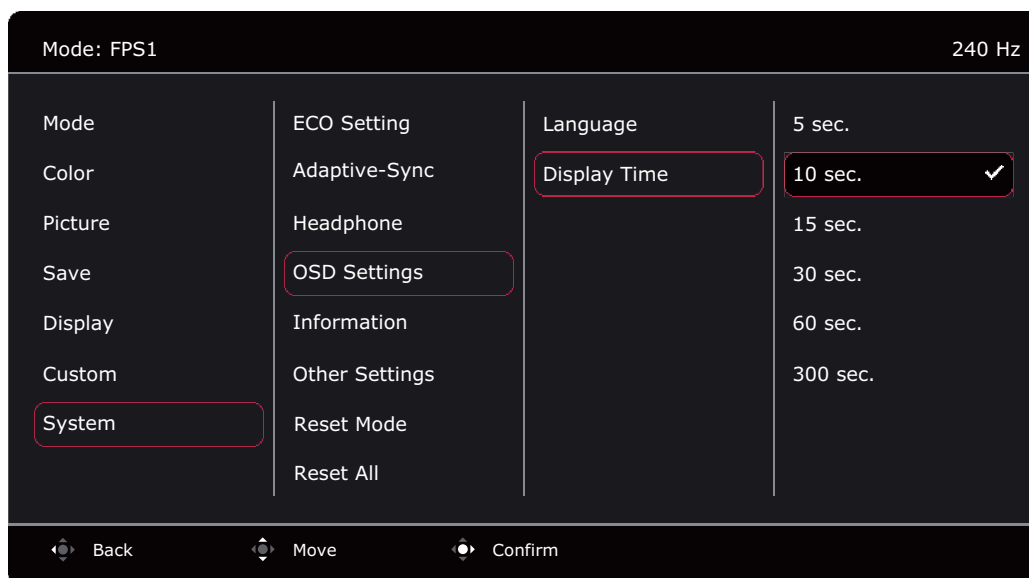 Mode: FPS1
240 Hz
Mode
Color
Picture
Save
Display
Custom
System
ECO Setting
Adaptive-Sync
Headphone
OSD Settings
Information
Other Settings
Reset Mode
Reset All
Language
Display Time
5 sec.
10 sec.
15 sec.
30 sec.
60 sec.
300 sec.
Back
Move
Confirm